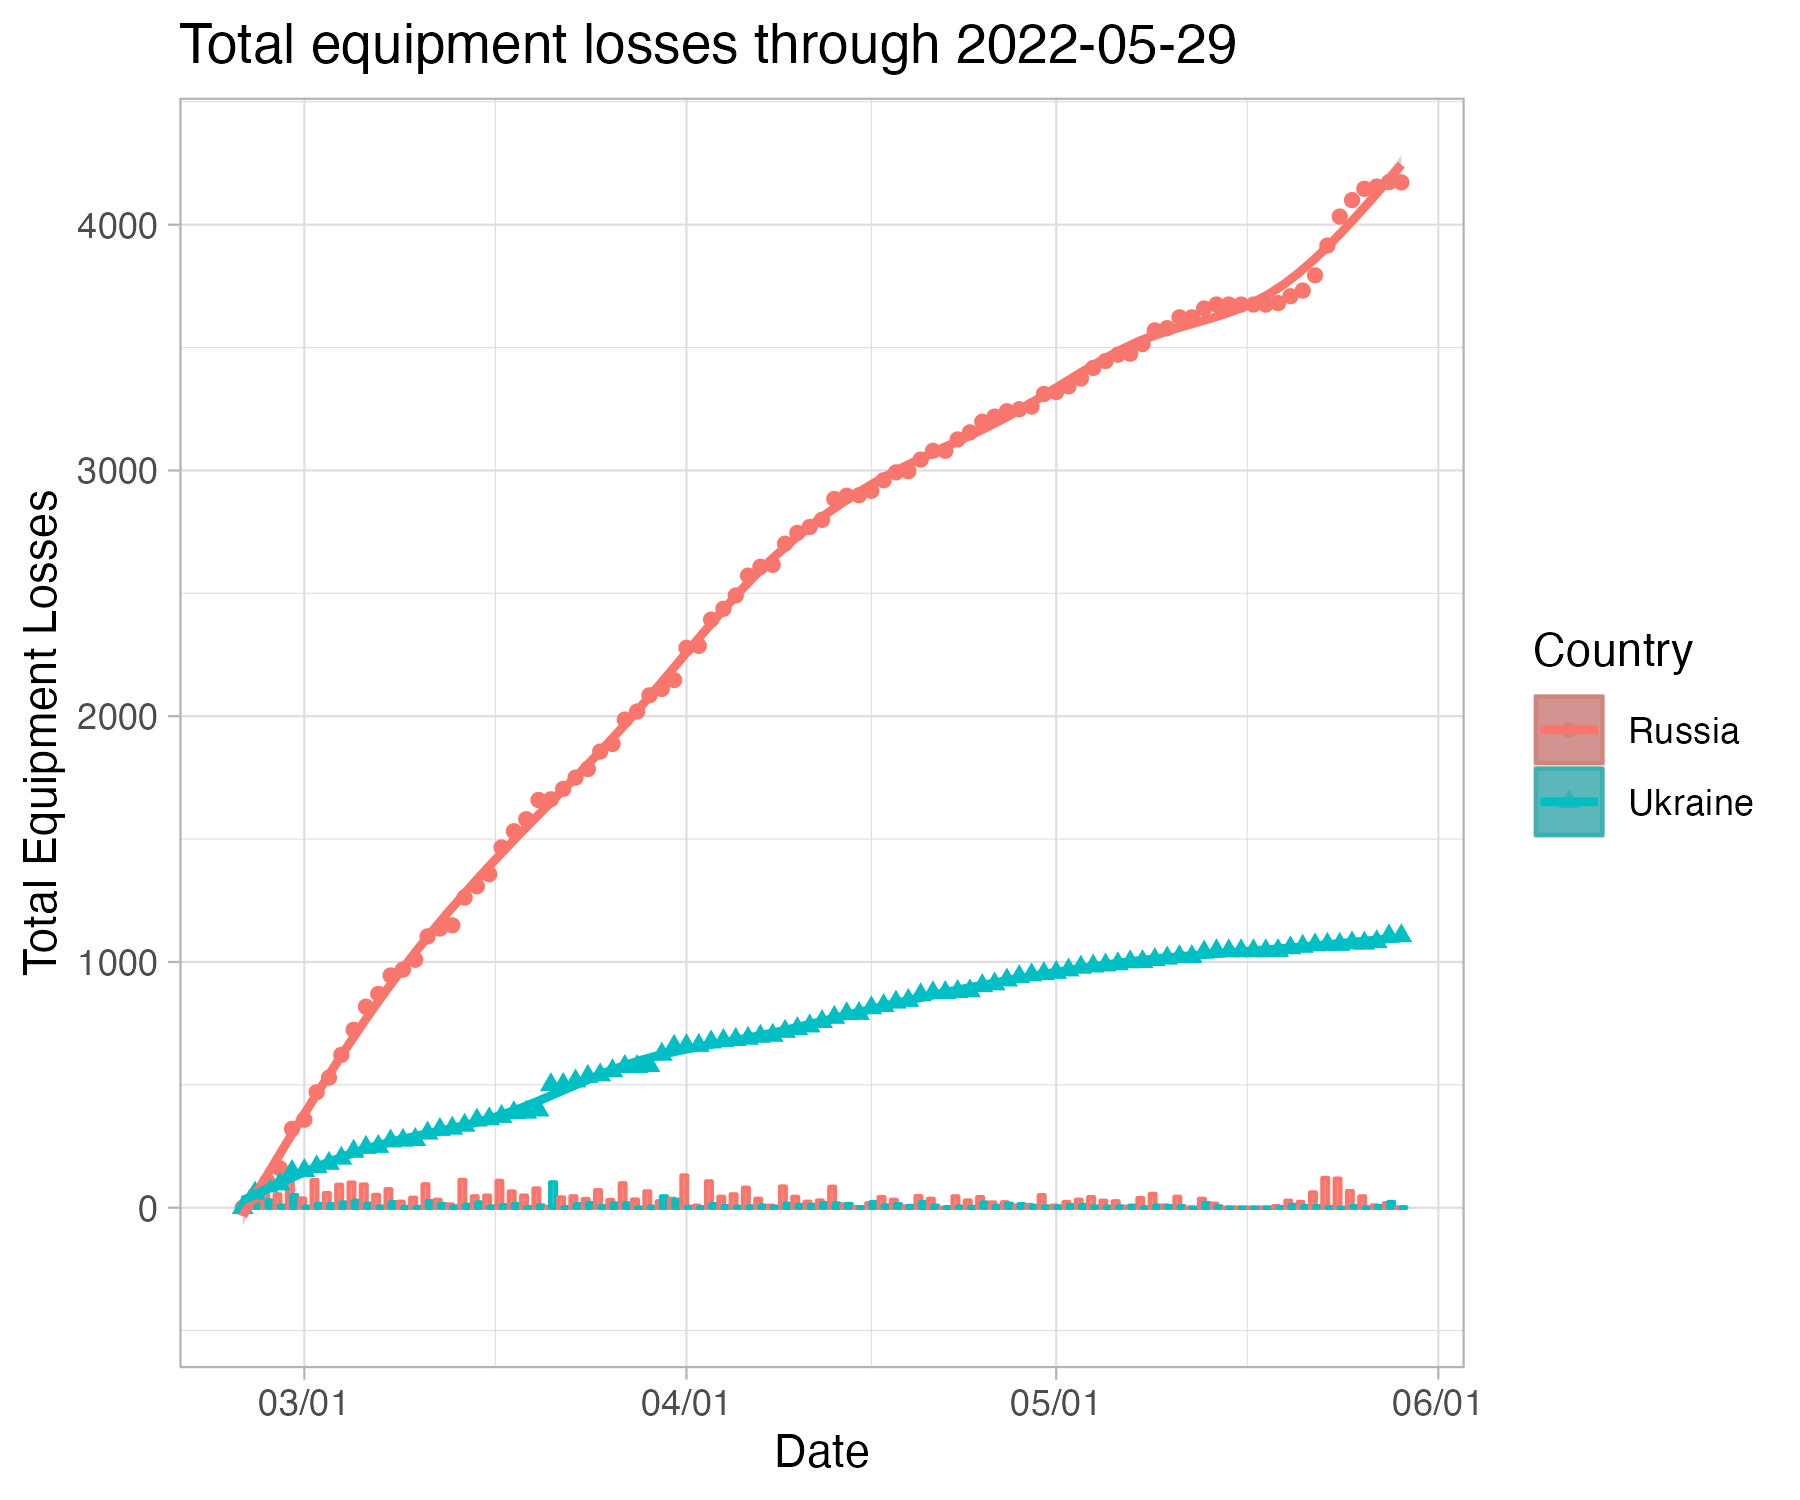 Total equipment losses through 2022-05-29
Total Equipment Losses
4000
3000
2000
1000
0
03/01 04/01 05/01 06/01
Date
Country
Russia
Ukraine